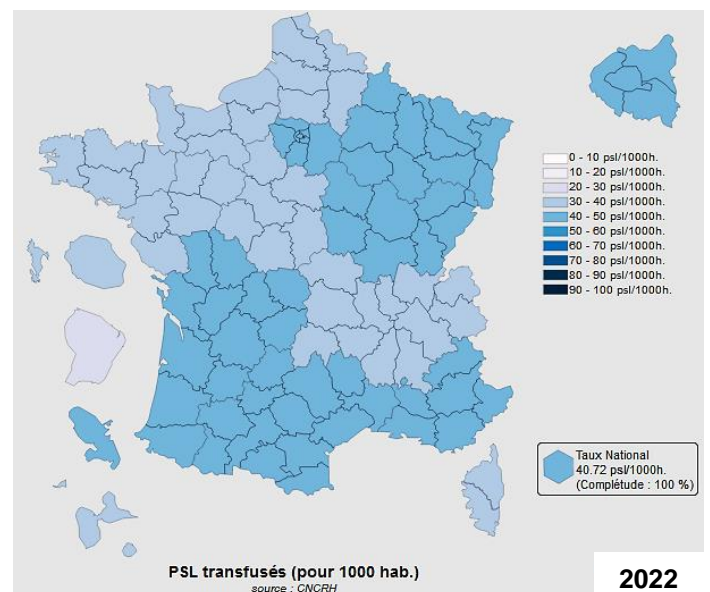 0 - 10 psl/1000h.
10 - 20 psl/1000h.
20 - 30 psl/1000h.
30 - 40 psl/1000h.
40 - 50 psl/1000h.
50 - 60 psl/1000h.
60 - 70 psl/1000h.
70 - 80 psl/1000h.
80 - 90 psl/1000h.
90 - 100 psl/1000h.
Taux National
40.72 psl/1000h.
(Complétude : 100 %)
PSL transfusés (pour 1000 hab.)
source : CNCRH
2022